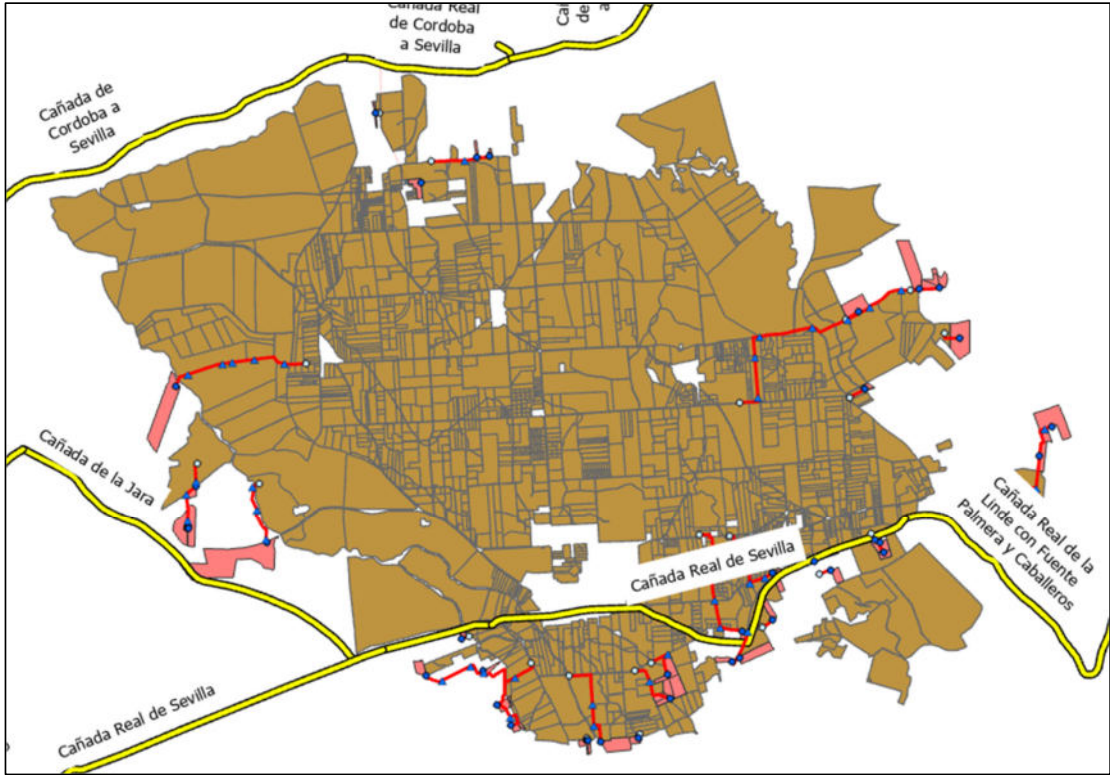 Cañada Real
de Cordoba
a Sevilla
Cañada de
Cordoba a
Sevilla
Cañada de la Jara
Cañada Real de Sevilla
Cañada Real de la
Linde con Fuente
Palmera y Caballeros
Cañada Real de Sevilla